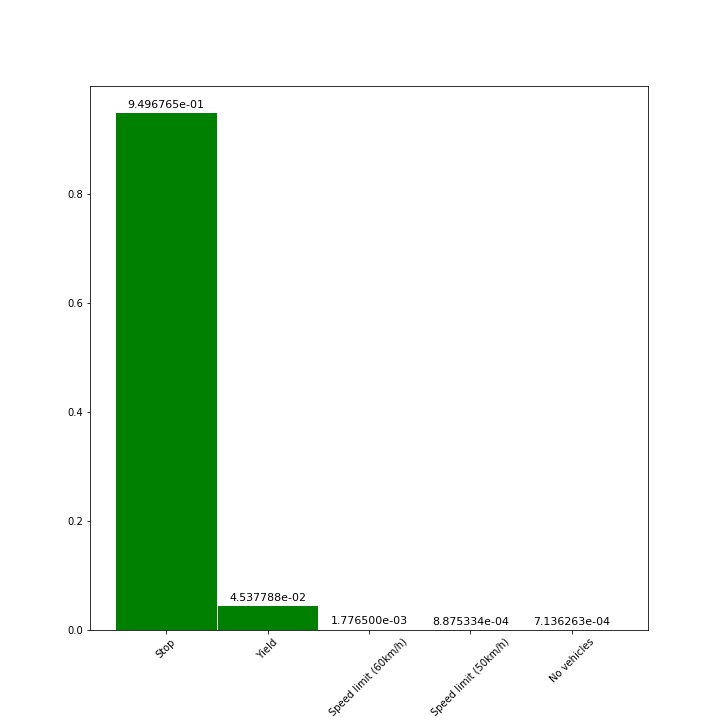 9.496765e-01
0.8
0.6
0.4
0.2
4.537788e-02
1.776500e-03
8.875334e-04
7.136263e-04
0.0
Stop
Yield
Speed limit (60km/h)
Speed limit (50km/h)
No vehicles